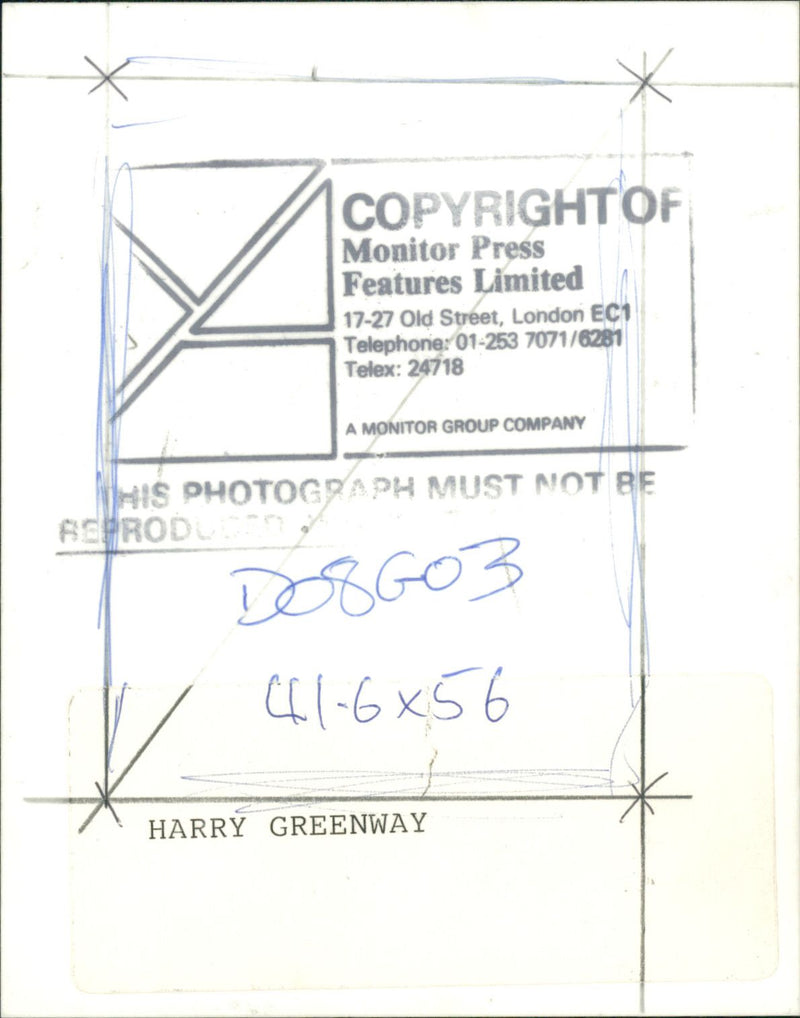 COPYRIGHT OF
Monitor Press
Features Limited
17-27 Old Street, London EC1
Telephone: 01-253 7071/6281
Telex: 24718
A MONITOR GROUP COMPANY
HIS PHOTOGRAPH MUST NOT BE
D08G03
41.6x56
HARRY GREENWAY